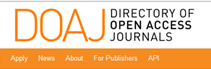 DOAJ DIRECTORY OF
OPEN ACCESS
JOURNALS
Apply News About For Publishers API